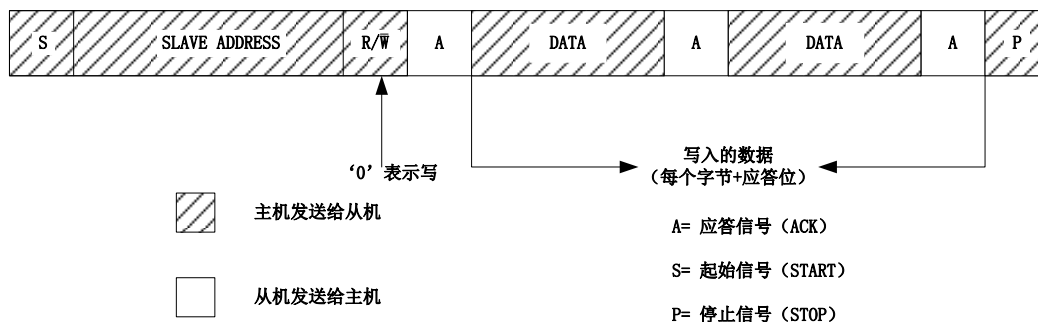 S SLAVE ADDRESS R/W̅ A DATA A DATA A P
‘0’表示写
写入的数据
（每个字节+应答位）
主机发送给从机
A= 应答信号（ACK）
S= 起始信号（START）
从机发送给主机
P= 停止信号（STOP）